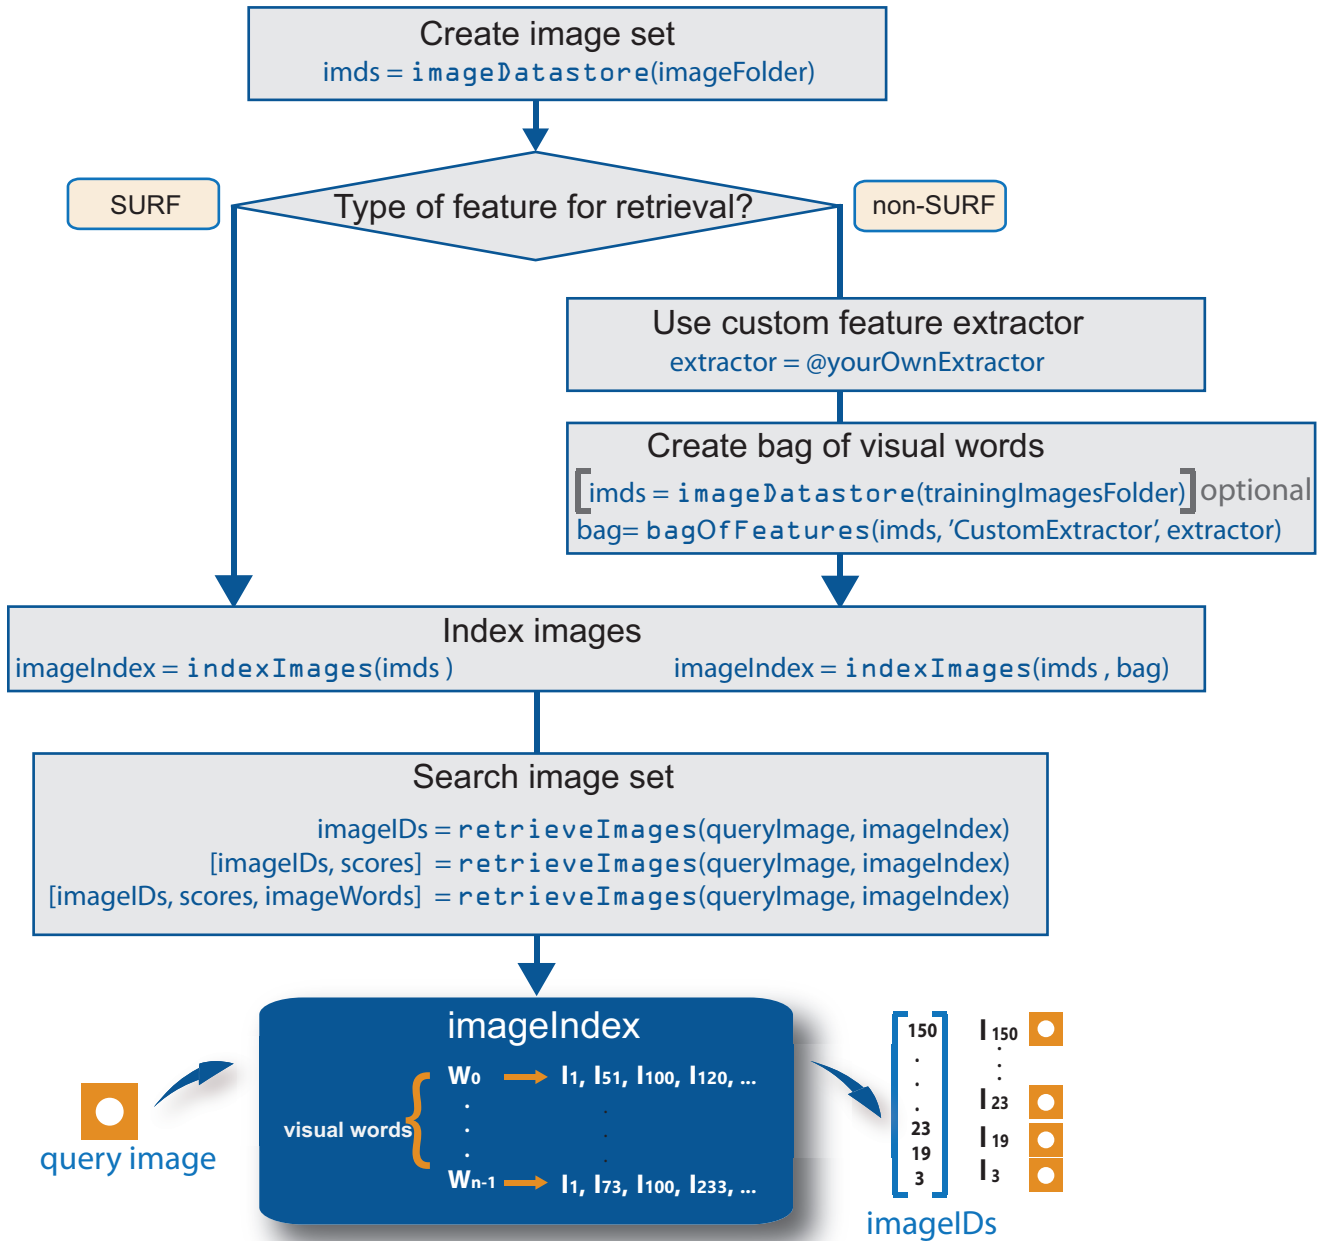 Create image set
imds = imageDatastore(imageFolder)
SURF
Type of feature for retrieval?
non-SURF
Use custom feature extractor
extractor = @yourOwnExtractor
Create bag of visual words
[imds = imageDatastore(trainingImagesFolder)] optional
bag= bagOfFeatures(imds, 'CustomExtractor', extractor)
Index images
imageIndex = indexImages(imds )
imageIndex = indexImages(imds , bag)
Search image set
imageIDs = retrieveImages(queryImage, imageIndex)
[imageIDs, scores] = retrieveImages(queryImage, imageIndex)
[imageIDs, scores, imageWords] = retrieveImages(queryImage, imageIndex)
imageIndex
W0 I1, I51, I100, I120, ...
.
visual words
.
.
Wn-1 I1, I73, I100, I233, ...
query image
150
.
.
.
23
19
3
I 150
.
.
.
I 23
I 19
I 3
imageIDs